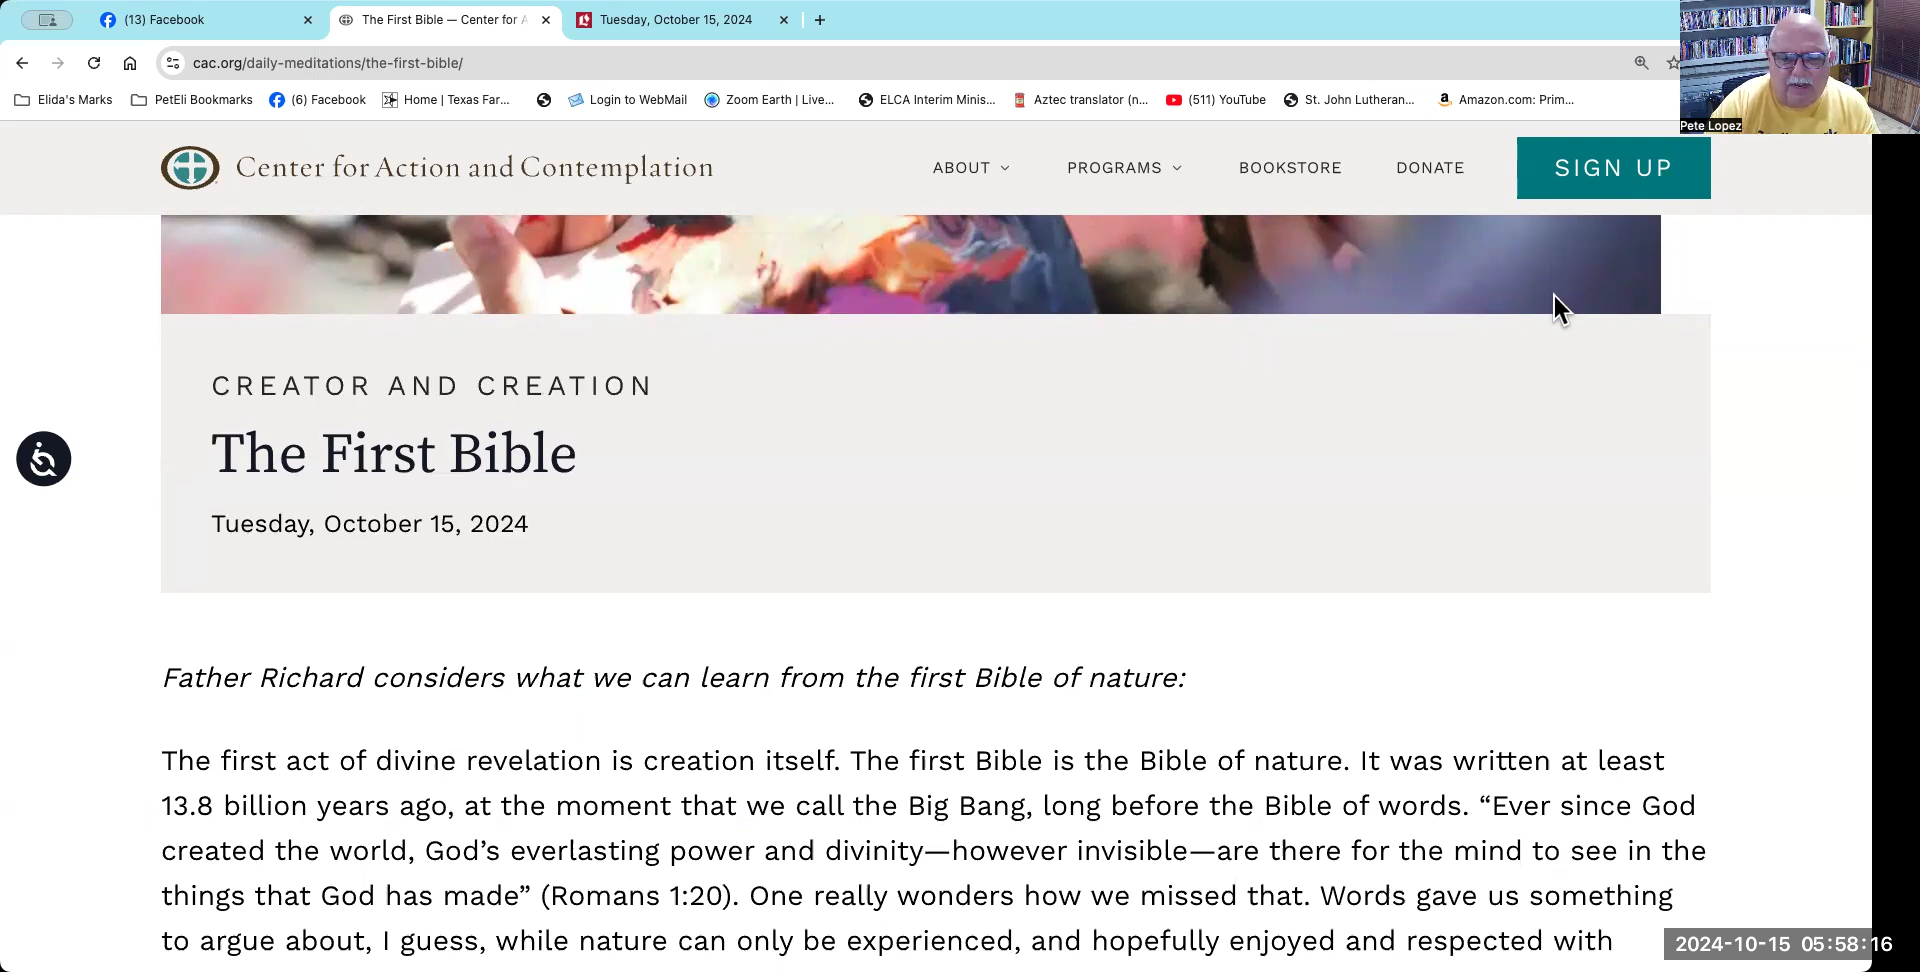 (13) Facebook
The First Bible — Center for A
Tuesday, October 15, 2024
cac.org/daily-meditations/the-first-bible/
Elida's Marks
PetEli Bookmarks
(6) Facebook
Home | Texas Far...
Login to WebMail
Zoom Earth | Live...
ELCA Interim Minis...
Aztec translator (n...
(511) YouTube
St. John Lutheran...
Amazon.com: Prim...
Pete Lopez
Center for Action and Contemplation
ABOUT
PROGRAMS
BOOKSTORE
DONATE
SIGN UP
CREATOR AND CREATION
The First Bible
Tuesday, October 15, 2024
Father Richard considers what we can learn from the first Bible of nature:
The first act of divine revelation is creation itself. The first Bible is the Bible of nature. It was written at least
13.8 billion years ago, at the moment that we call the Big Bang, long before the Bible of words. “Ever since God
created the world, God’s everlasting power and divinity—however invisible—are there for the mind to see in the
things that God has made” (Romans 1:20). One really wonders how we missed that. Words gave us something
to argue about, I guess, while nature can only be experienced, and hopefully enjoyed and respected with
2024-10-15 05:58:16